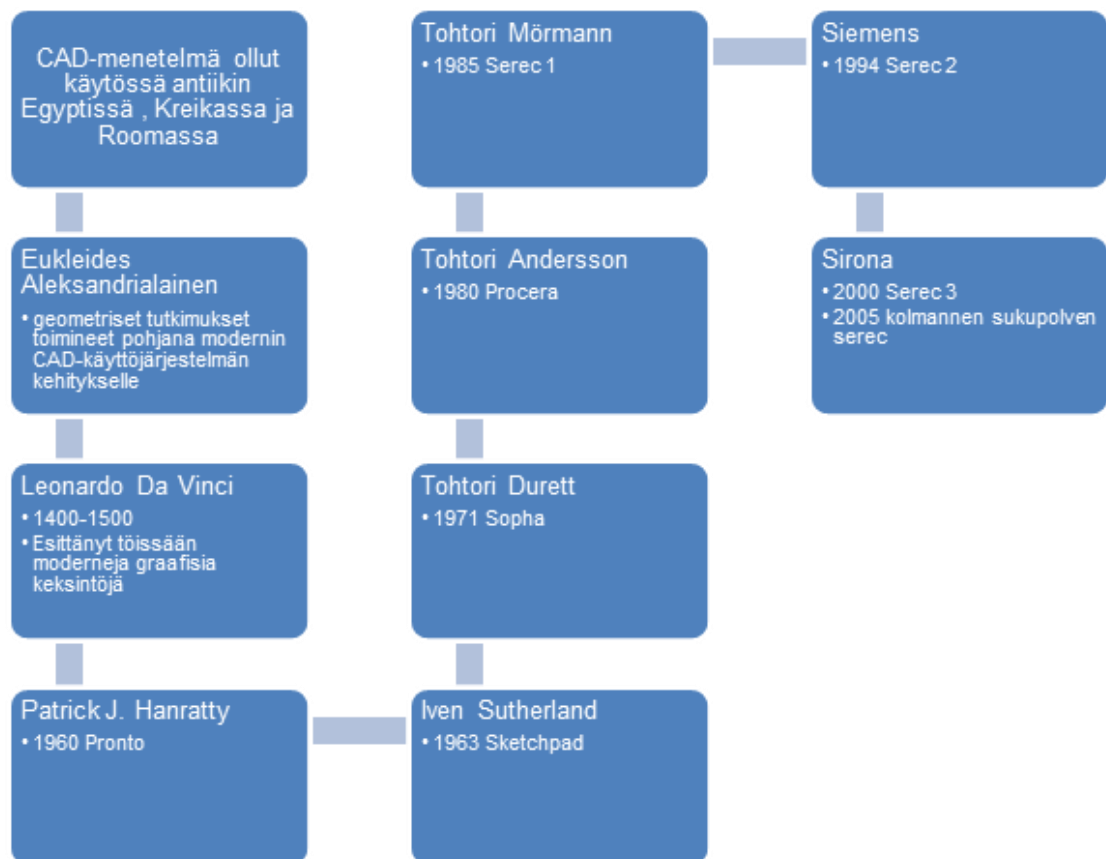 CAD-menetelmä ollut
käytössä antiikin
Egyptissä , Kreikassa ja
Roomassa
Eukleides
Aleksandrialainen
• geometriset tutkimukset
toimineet pohjana modernin
CAD-käyttöjärjestelmän
kehitykselle
Leonardo Da Vinci
• 1400-1500
• Esittänyt töissään
moderneja graafisia
keksintöjä
Patrick J. Hanratty
• 1960 Pronto
Iven Sutherland
• 1963 Sketchpad
Tohtori Durett
• 1971 Sopha
Tohtori Andersson
• 1980 Procera
Tohtori Mörmann
• 1985 Serec 1
Siemens
• 1994 Serec 2
Sirona
• 2000 Serec 3
• 2005 kolmannen sukupolven
serec